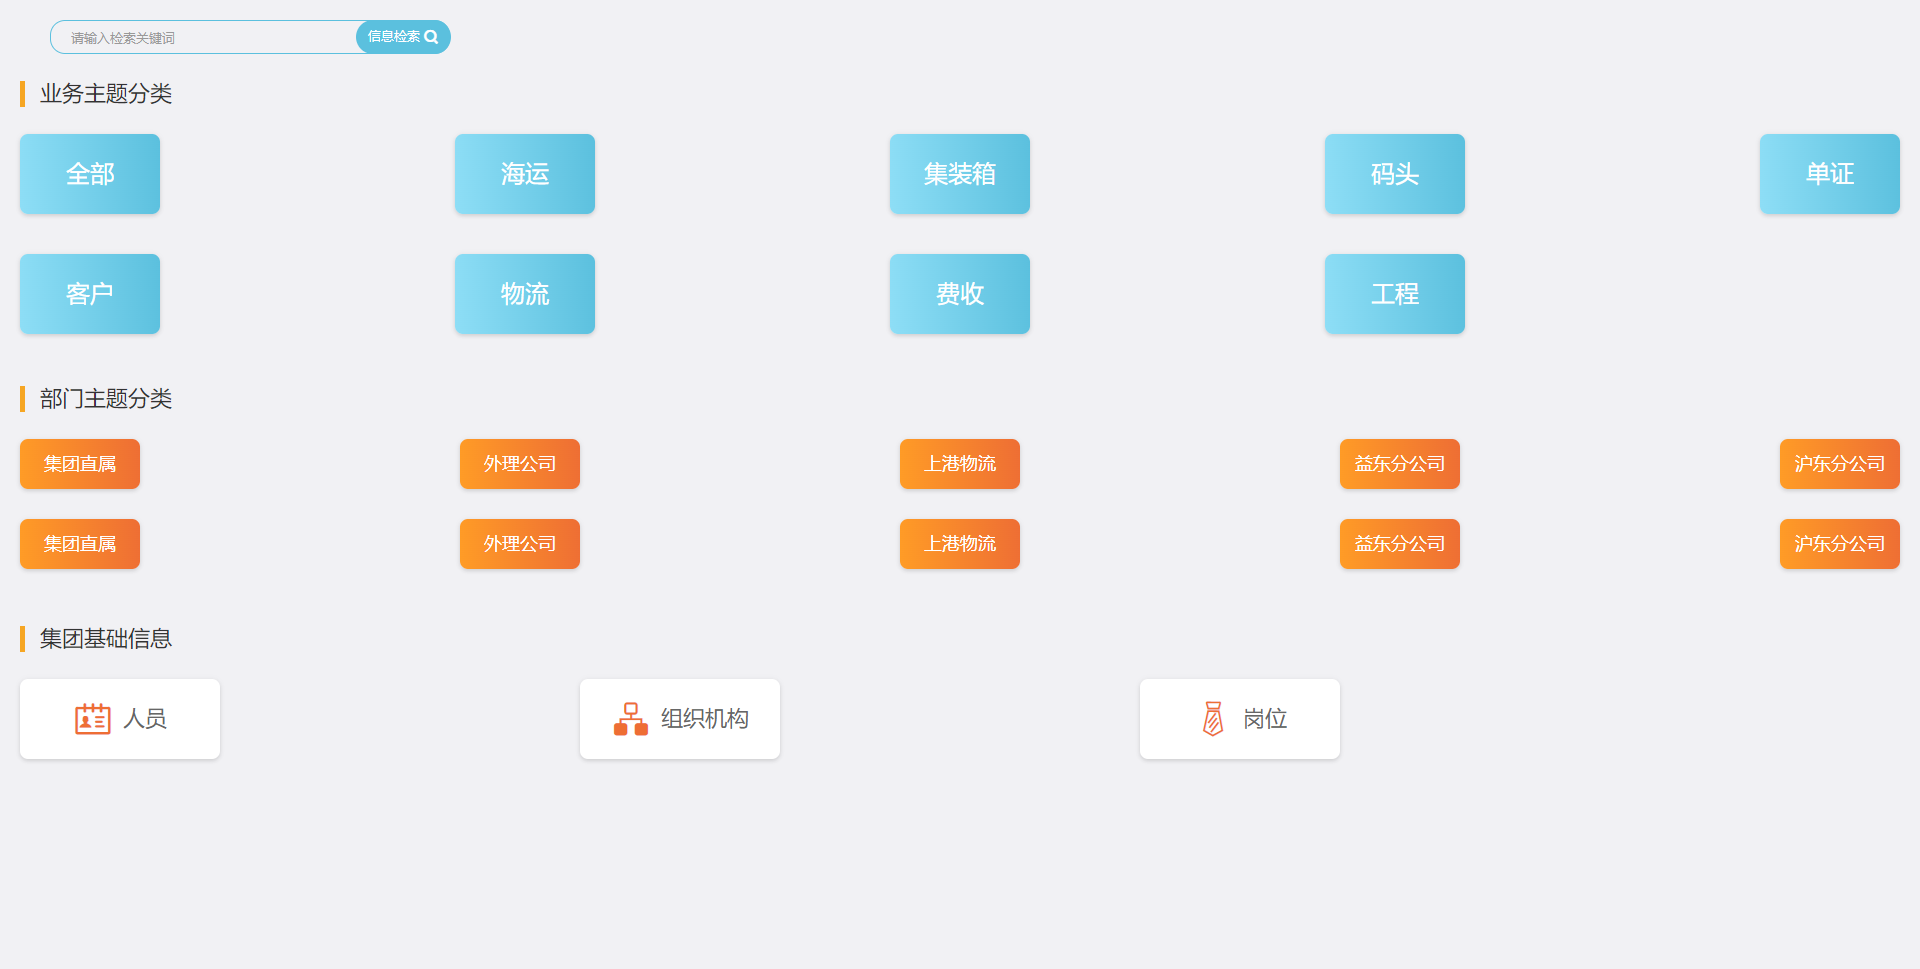 请输入检索关键词 信息检索
业务主题分类
全部 海运 集装箱 码头 单证
客户 物流 费收 工程
部门主题分类
集团直属 外理公司 上港物流 益东分公司 沪东分公司
集团直属 外理公司 上港物流 益东分公司 沪东分公司
集团基础信息
人员 组织机构 岗位